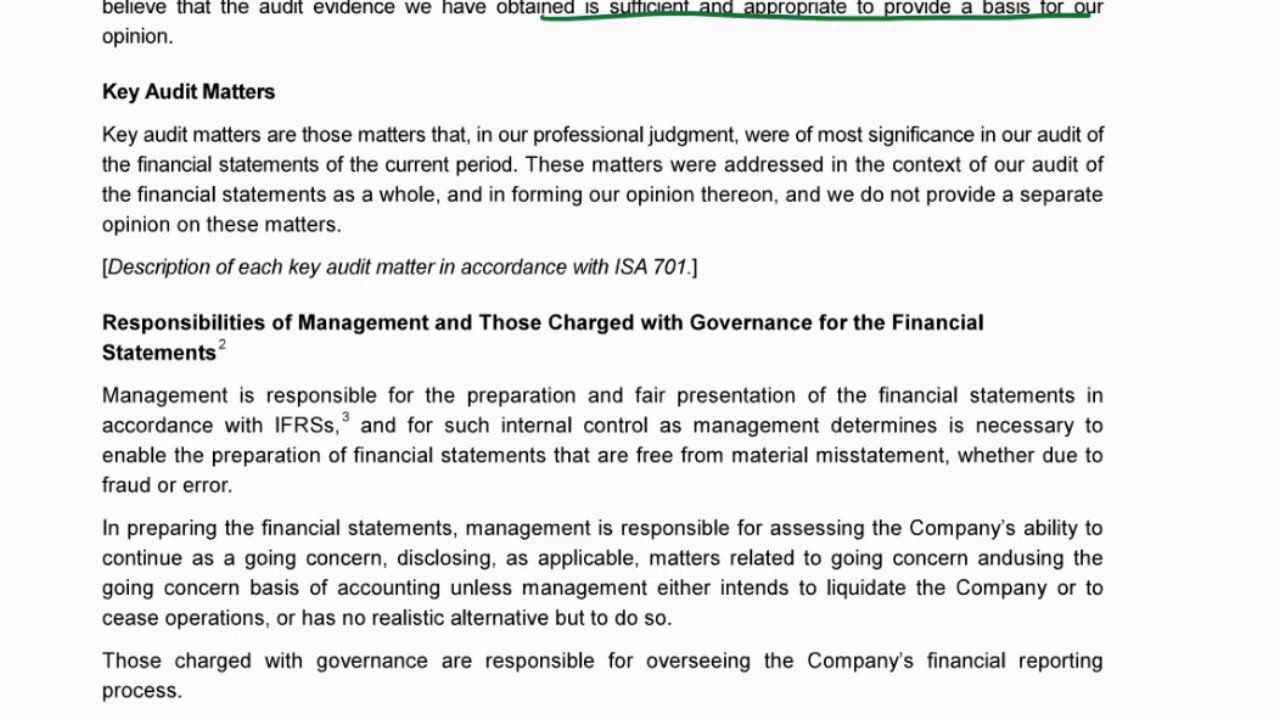 believe that the audit evidence we have obtained is sufficient and appropriate to provide a basis for our
opinion.
Key Audit Matters
Key audit matters are those matters that, in our professional judgment, were of most significance in our audit of
the financial statements of the current period. These matters were addressed in the context of our audit of
the financial statements as a whole, and in forming our opinion thereon, and we do not provide a separate
opinion on these matters.
[Description of each key audit matter in accordance with ISA 701.]
Responsibilities of Management and Those Charged with Governance for the Financial
Statements2
Management is responsible for the preparation and fair presentation of the financial statements in
accordance with IFRSs,3 and for such internal control as management determines is necessary to
enable the preparation of financial statements that are free from material misstatement, whether due to
fraud or error.
In preparing the financial statements, management is responsible for assessing the Company's ability to
continue as a going concern, disclosing, as applicable, matters related to going concern andusing the
going concern basis of accounting unless management either intends to liquidate the Company or to
cease operations, or has no realistic alternative but to do so.
Those charged with governance are responsible for overseeing the Company's financial reporting
process.